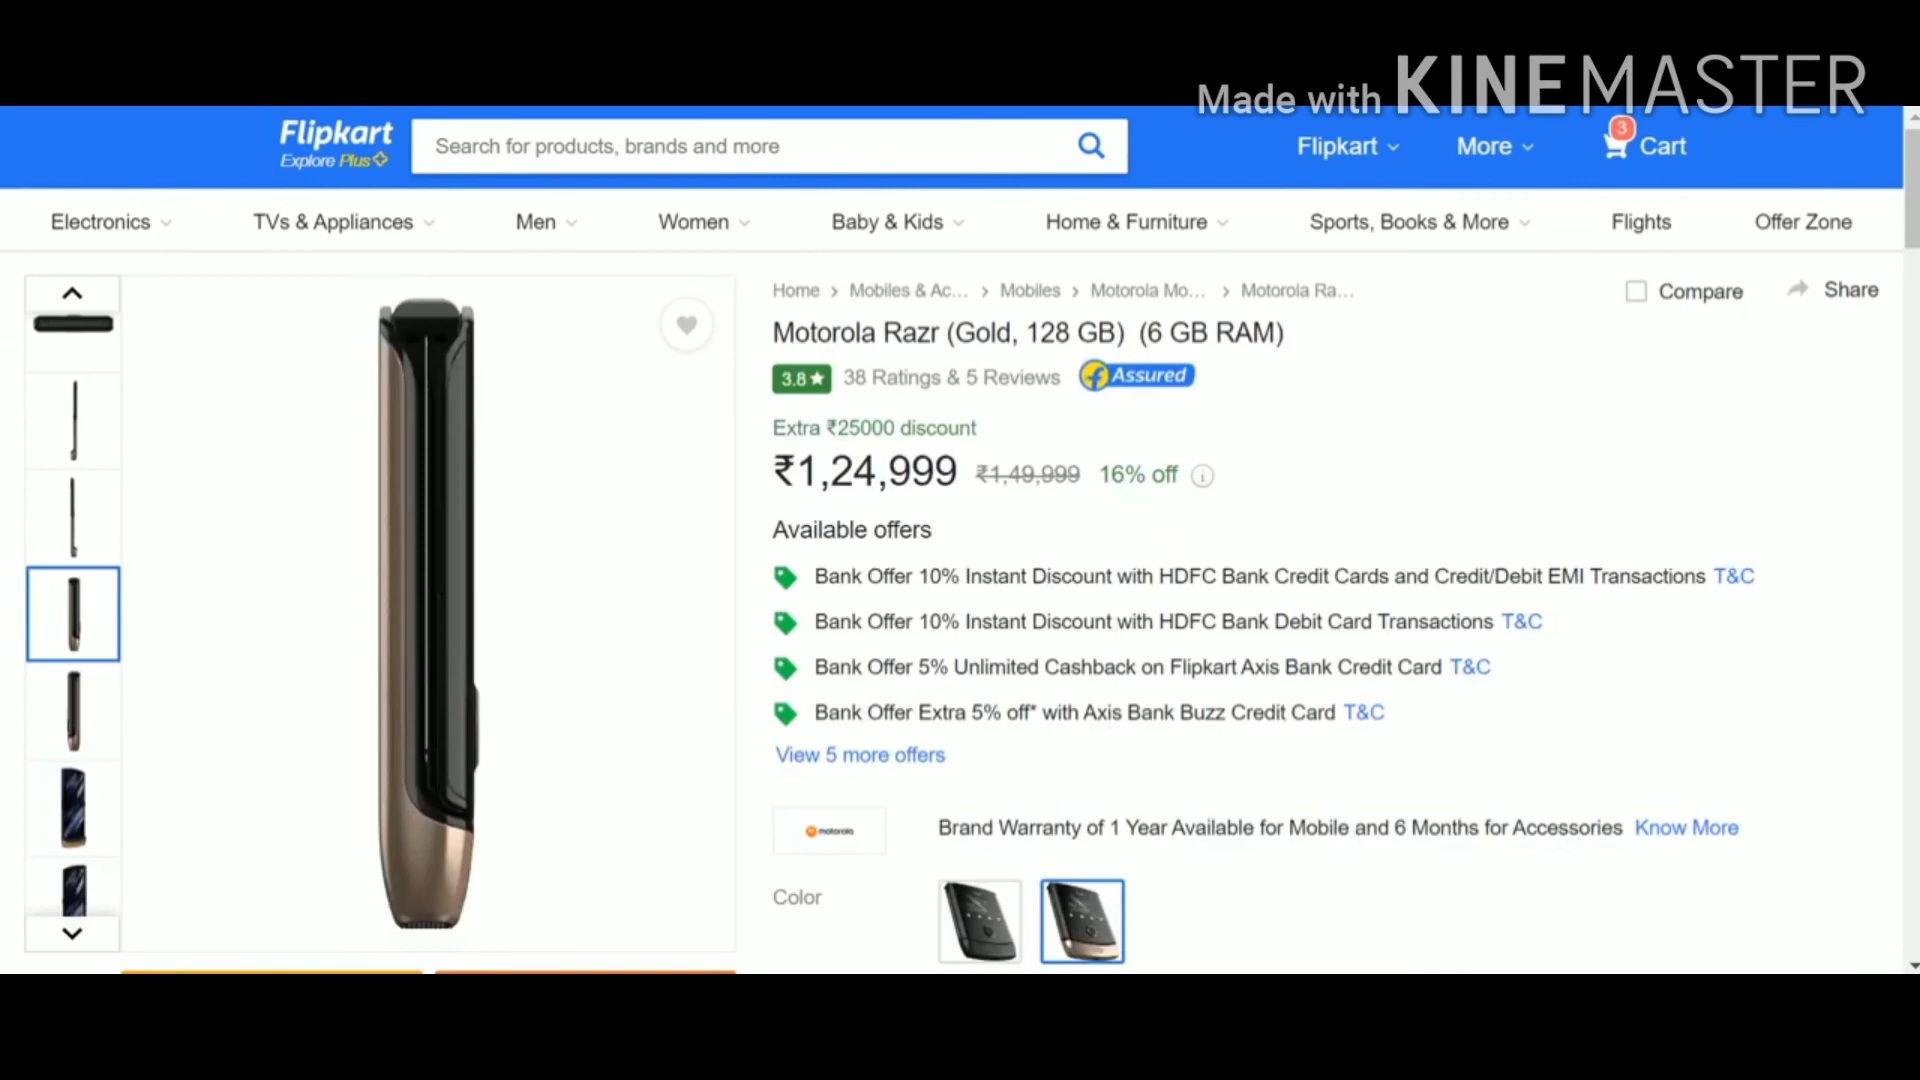 Made with KINEMASTER
Flipkart
Explore Plus
Search for products, brands and more
Flipkart
More
3
Cart
Electronics
TVs & Appliances
Men
Women
Baby & Kids
Home & Furniture
Sports, Books & More
Flights
Offer Zone
Home > Mobiles & Ac... > Mobiles > Motorola Mo... > Motorola Ra...
Compare
Share
Motorola Razr (Gold, 128 GB) (6 GB RAM)
3.8★ 38 Ratings & 5 Reviews
Assured
Extra ₹25000 discount
₹1,24,999 ₹1,49,999 16% off
Available offers
Bank Offer 10% Instant Discount with HDFC Bank Credit Cards and Credit/Debit EMI Transactions T&C
Bank Offer 10% Instant Discount with HDFC Bank Debit Card Transactions T&C
Bank Offer 5% Unlimited Cashback on Flipkart Axis Bank Credit Card T&C
Bank Offer Extra 5% off* with Axis Bank Buzz Credit Card T&C
View 5 more offers
motorola
Brand Warranty of 1 Year Available for Mobile and 6 Months for Accessories Know More
Color